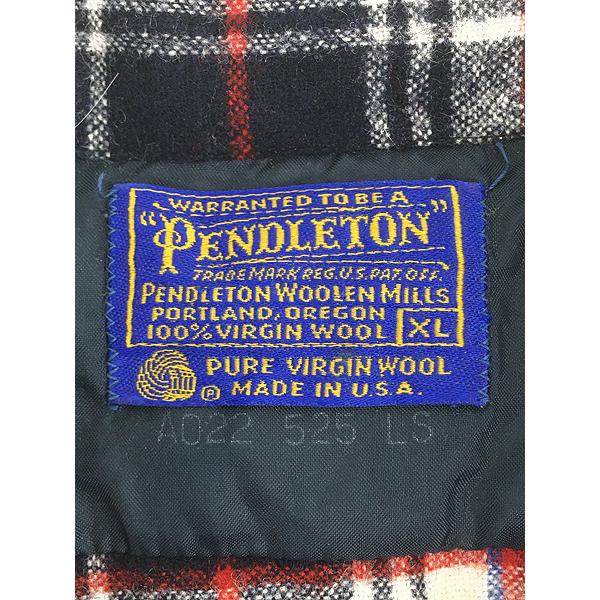 WARRANTED TO BE A
"PENDLETON"
TRADE MARK REG. U.S. PAT. OFF.
PENDLETON WOOLEN MILLS
PORTLAND, OREGON
100% VIRGIN WOOL XL
PURE VIRGIN WOOL
P MADE IN U.S.A.
A022 525 LS